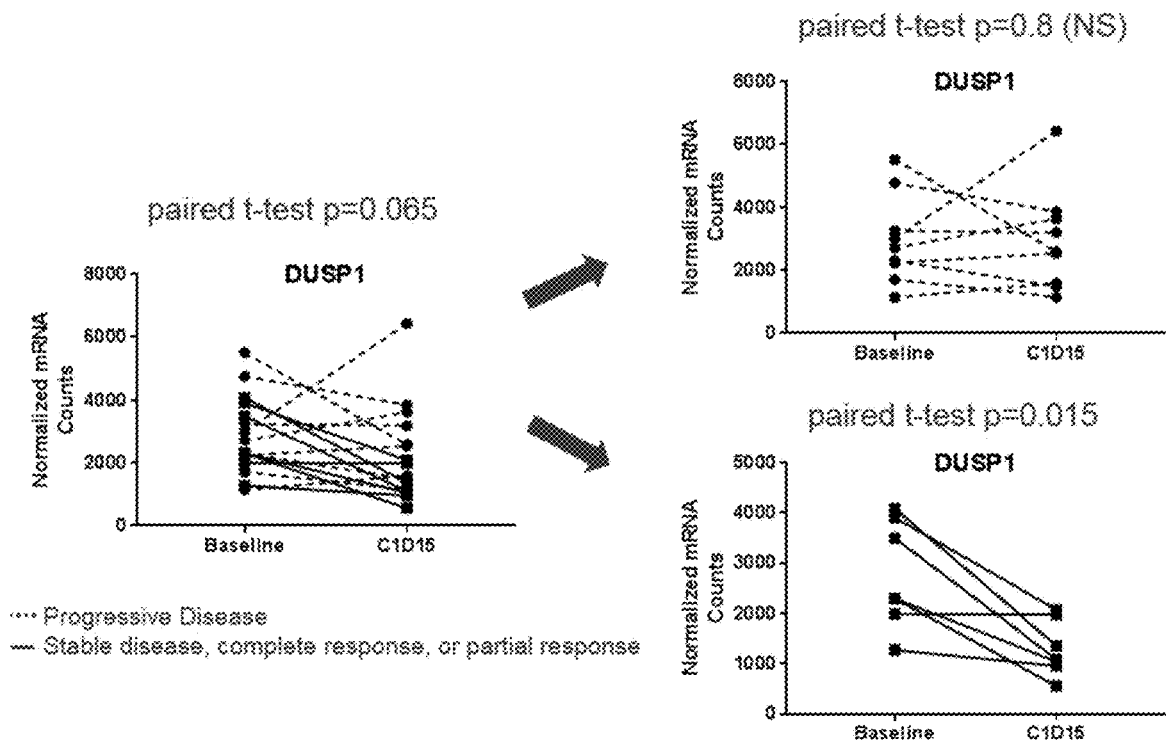 paired t-test p=0.065
DUSP1
Normalized mRNA
Counts
8000
6000
4000
2000
0
Baseline
C1D15
···· Progressive Disease
— Stable disease, complete response, or partial response
paired t-test p=0.8 (NS)
DUSP1
Normalized mRNA
Counts
8000
6000
4000
2000
0
Baseline
C1D15
paired t-test p=0.015
DUSP1
Normalized mRNA
Counts
5000
4000
3000
2000
1000
0
Baseline
C1D15